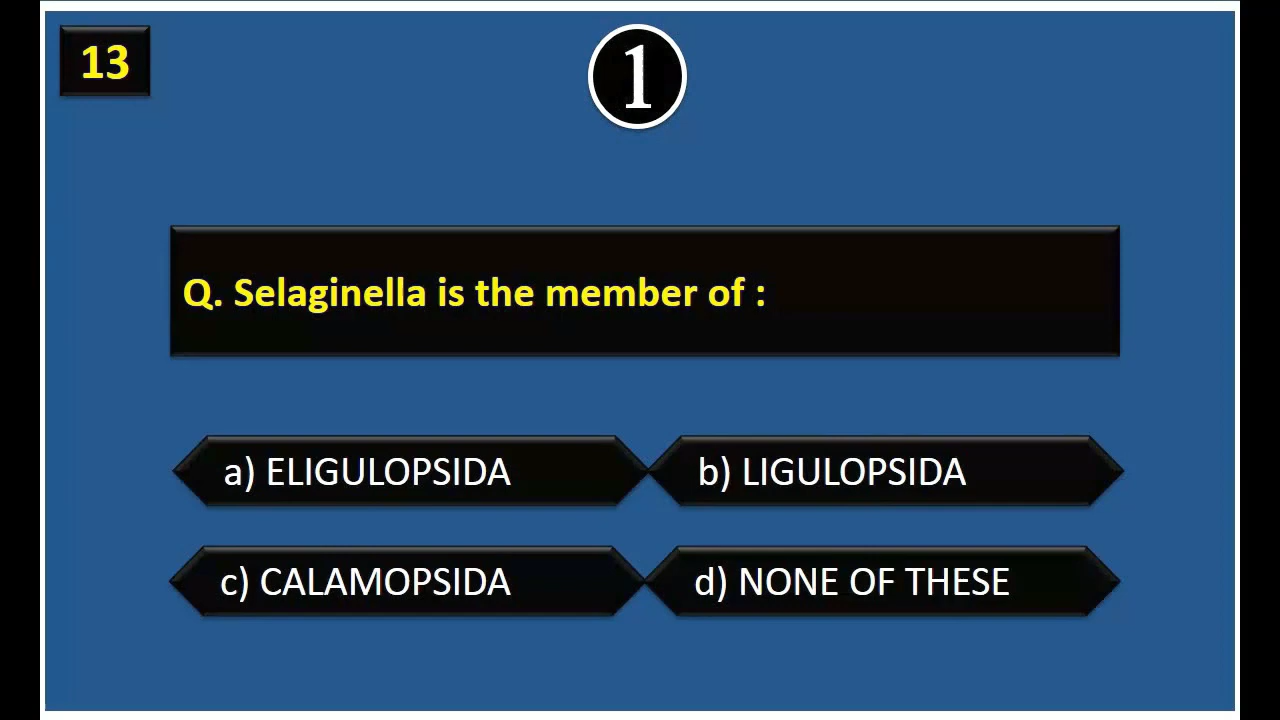 13
1
Q. Selaginella is the member of :
a) ELIGULOPSIDA
b) LIGULOPSIDA
c) CALAMOPSIDA
d) NONE OF THESE